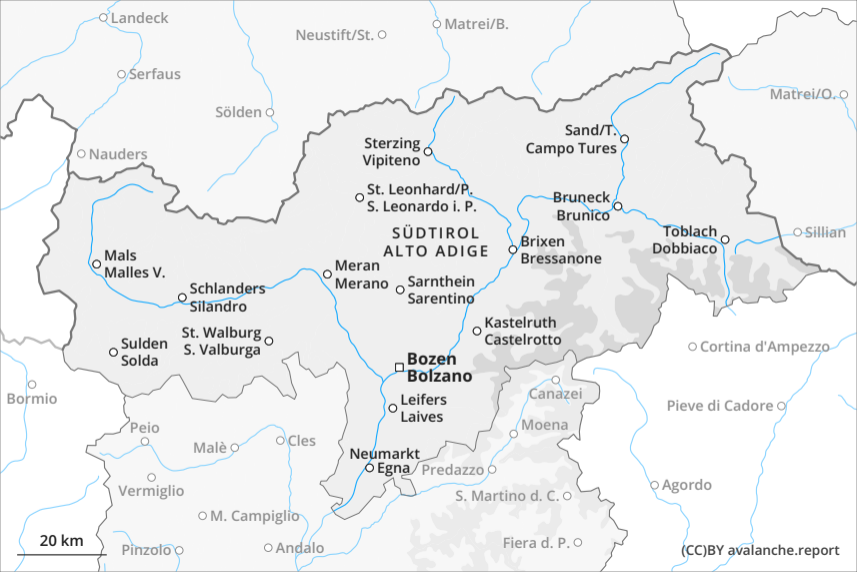 Landeck
Neustift/St.
Matrei/B.
Serfaus
Sölden
Matrei/O.
Nauders
Sterzing
Vipiteno
Sand/T.
Campo Tures
St. Leonhard/P.
S. Leonardo i. P.
Bruneck
Brunico
SÜDTIROL
ALTO ADIGE
Toblach
Dobbiaco
Sillian
Brixen
Bressanone
Mals
Malles V.
Meran
Merano
Sarnthein
Sarentino
Schlanders
Silandro
St. Walburg
S. Valburga
Kastelruth
Castelrotto
Sulden
Solda
Bozen
Bolzano
Cortina d'Ampezzo
Bormio
Leifers
Laives
Canazei
Pieve di Cadore
Peio
Malè
Cles
Moena
Neumarkt
Egna
Predazzo
Vermiglio
Agordo
S. Martino d. C.
M. Campiglio
Fiera d. P.
20 km
Pinzolo
Andalo
(CC)BY avalanche.report